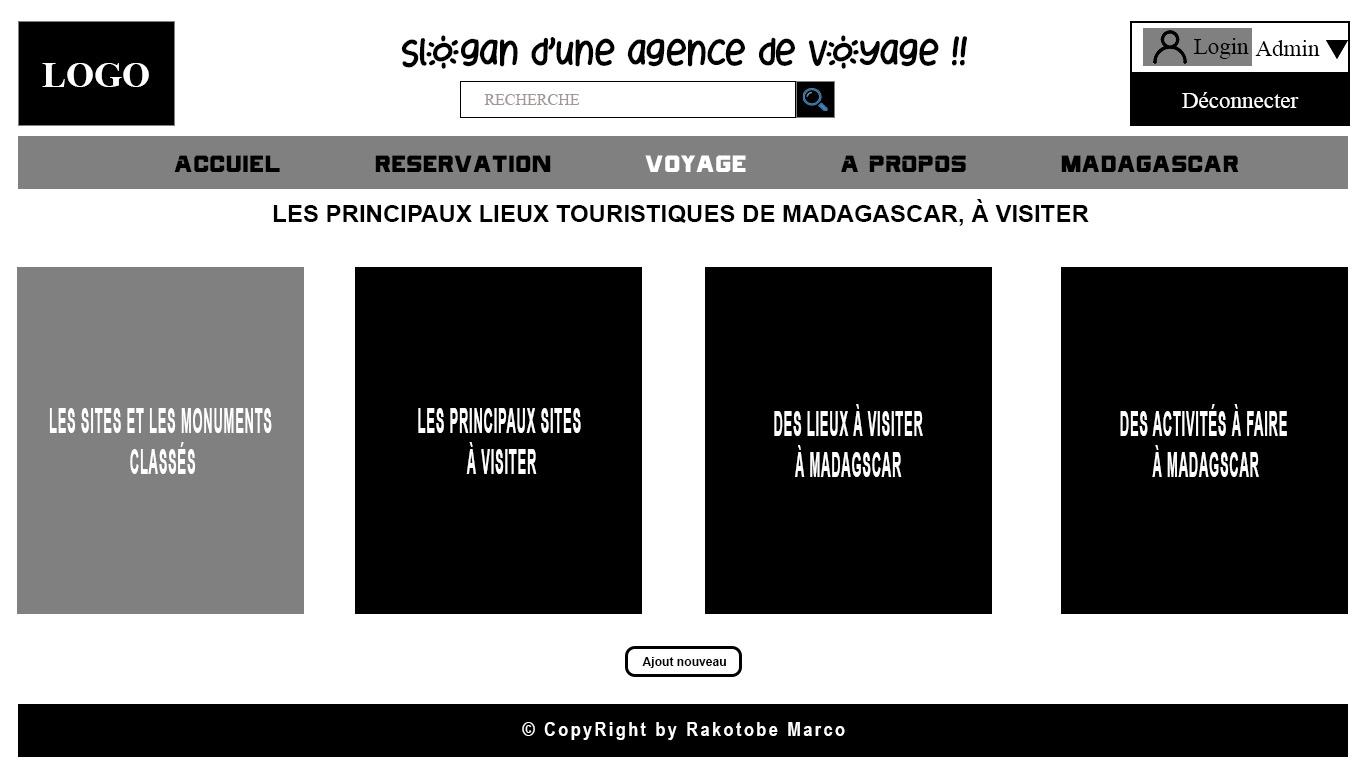 LOGO
slogan d'une agence de voyage !!
RECHERCHE
Login Admin
Déconnecter
ACCUIEL RESERVATION VOYAGE A PROPOS MADAGASCAR
LES PRINCIPAUX LIEUX TOURISTIQUES DE MADAGASCAR, À VISITER
LES SITES ET LES MONUMENTS
CLASSÉS
LES PRINCIPAUX SITES
À VISITER
DES LIEUX À VISITER
À MADAGSCAR
DES ACTIVITÉS À FAIRE
À MADAGSCAR
Ajout nouveau
© CopyRight by Rakotobe Marco